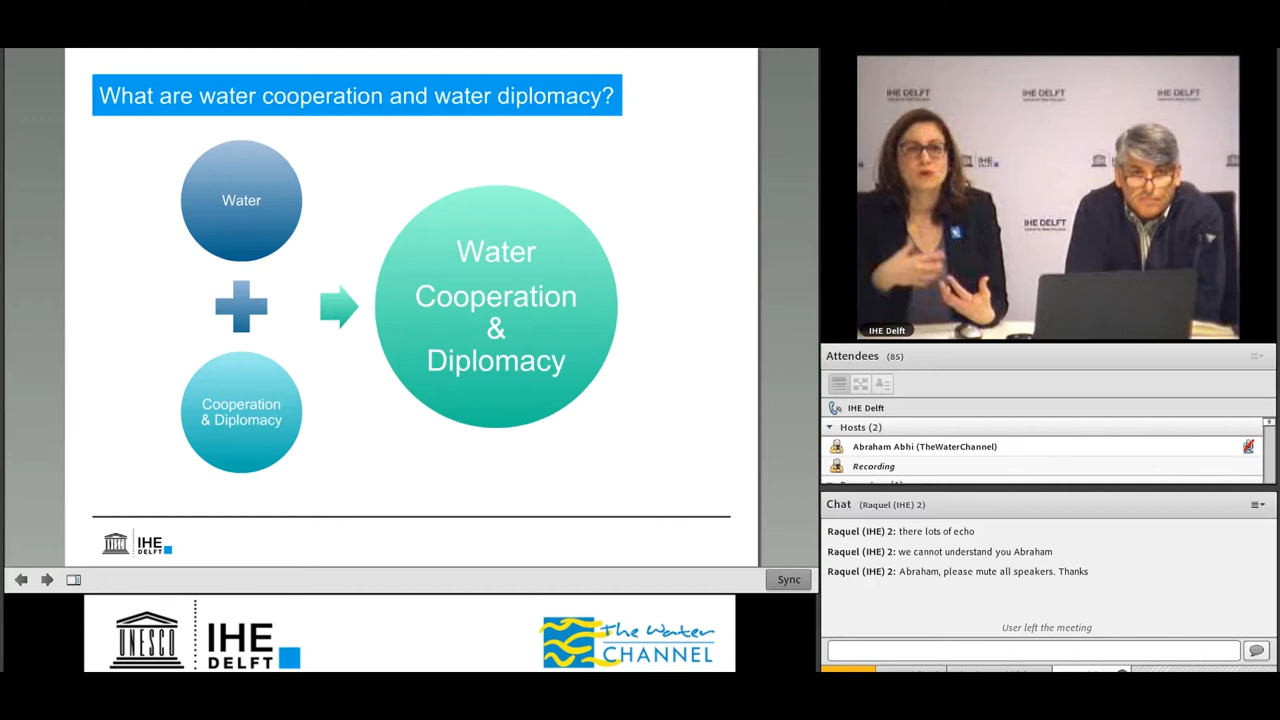 What are water cooperation and water diplomacy?
Water
Cooperation
& Diplomacy
Water
Cooperation
&
Diplomacy
IHE
DELFT
Sync
UNESCO
IHE
DELFT
The Water
CHANNEL
IHE DELFT
IHE DELFT
IHE DELFT
IHE
IHE DELFT
IHE Delft
Attendees (85)
IHE Delft
Hosts (2)
Abraham Abhi (TheWaterChannel)
Recording
Chat (Raquel (IHE) 2)
Raquel (IHE) 2: there lots of echo
Raquel (IHE) 2: we cannot understand you Abraham
Raquel (IHE) 2: Abraham, please mute all speakers. Thanks
User left the meeting